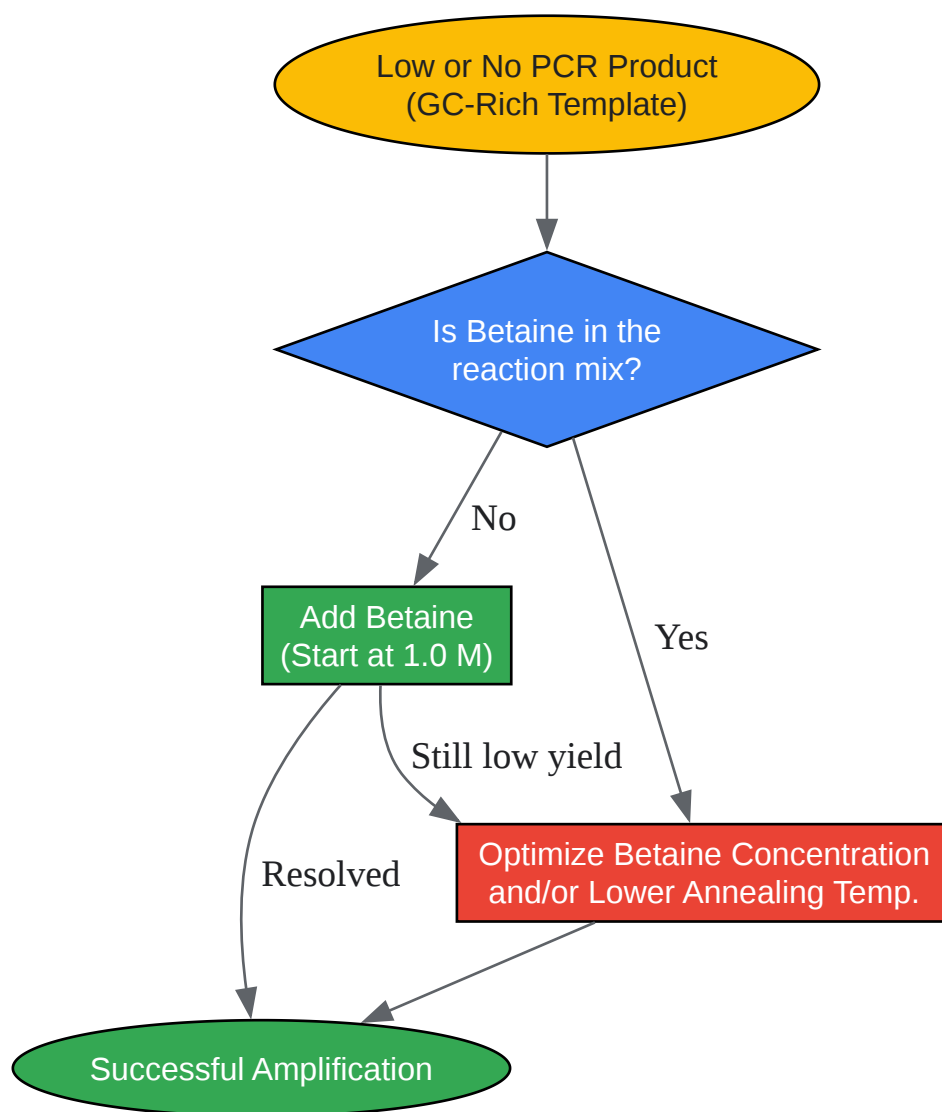 Low or No PCR Product
(GC-Rich Template)
Is Betaine in the
reaction mix?
No
Yes
Add Betaine
(Start at 1.0 M)
Still low yield
Resolved
Optimize Betaine Concentration
and/or Lower Annealing Temp.
Successful Amplification